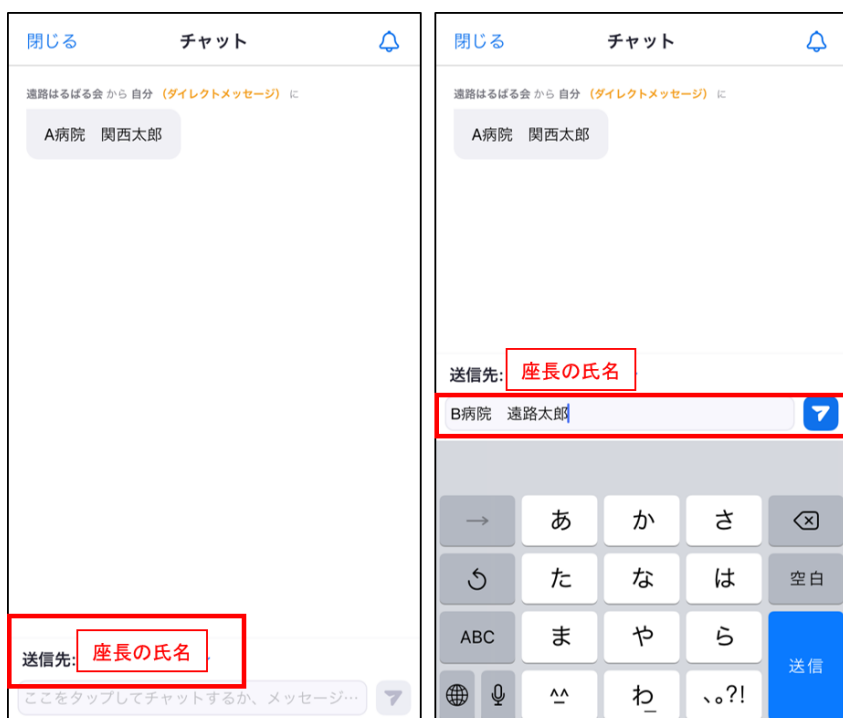 閉じる チャット
遠路はるばる会 から 自分 (ダイレクトメッセージ) に
A病院 関西太郎
送信先: 座長の氏名
ここをタップしてチャットするか、メッセージ…
閉じる チャット
遠路はるばる会 から 自分 (ダイレクトメッセージ) に
A病院 関西太郎
送信先: 座長の氏名
B病院 遠路太郎
→ あ か さ
た な は 空白
ABC ま や ら 送信
^^ わ 、。?!